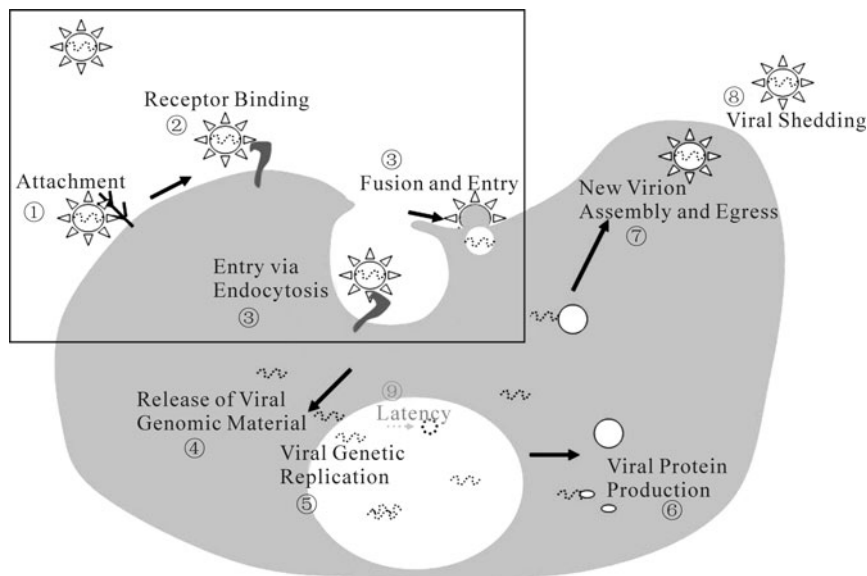 Receptor Binding
②
Attachment
①
③
Fusion and Entry
Entry via
Endocytosis
③
⑧
Viral Shedding
New Virion
Assembly and Egress
⑦
Release of Viral
Genomic Material
④
⑨
Latency
Viral Genetic
Replication
⑤
Viral Protein
Production
⑥